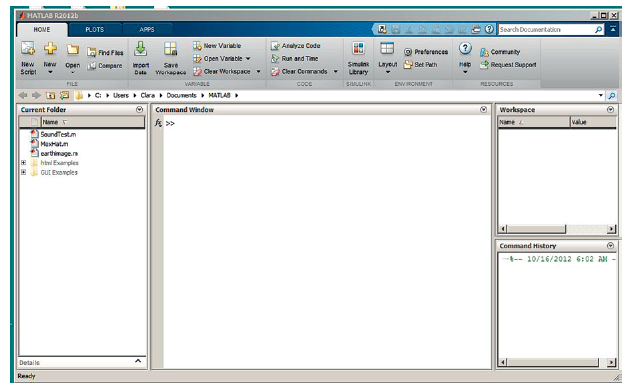 MATLAB R2012b
HOME PLOTS APPS
Search Documentation
New Script
New
Open
Find Files
Compare
Import Data
Save Workspace
New Variable
Open Variable
Clear Workspace
Analyze Code
Run and Time
Clear Commands
Simulink Library
Layout
Preferences
Set Path
Help
Community
Request Support
FILE VARIABLE CODE SIMULINK ENVIRONMENT RESOURCES
C: Users Clara Documents MATLAB
Current Folder
Name
SoundTest.m
MexHat.m
earthimage.m
html Examples
GUI Examples
Details
Command Window
fx >>
Workspace
Name Value
Command History
%-- 10/16/2012 6:02 AM -
Ready